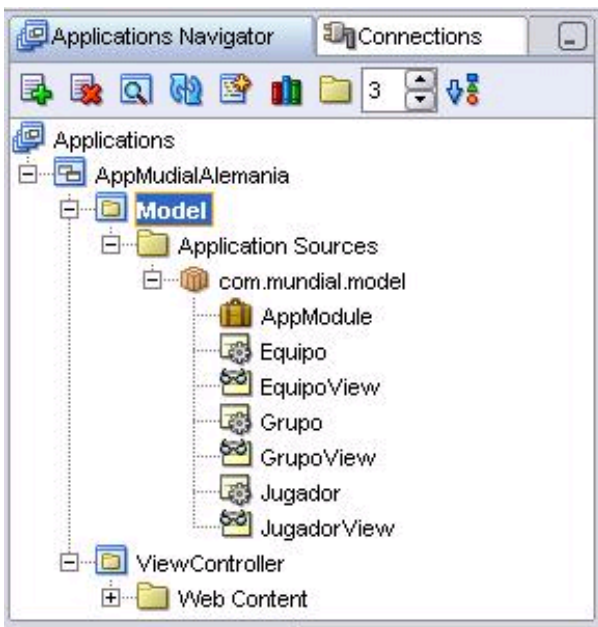 Applications Navigator Connections
3
Applications
AppMudialAlemania
Model
Application Sources
com.mundial.model
AppModule
Equipo
EquipoView
Grupo
GrupoView
Jugador
JugadorView
ViewController
Web Content